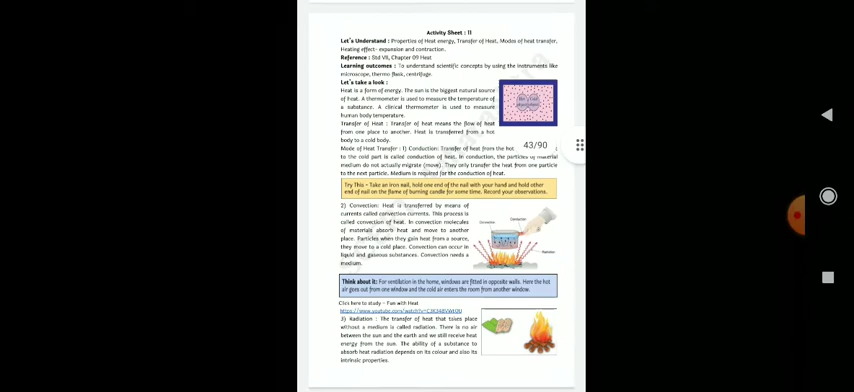 Activity Sheet : 11
Let's Understand : Properties of Heat energy, Transfer of Heat, Modes of heat transfer,
Heating effect- expansion and contraction.
Reference : Std VII, Chapter 09 Heat
Learning outcomes : To understand scientific concepts by using the instruments like
microscope, thermo flask, centrifuge.
Let's take a look :
Heat is a form of energy. The sun is the biggest natural source
of heat. A thermometer is used to measure the temperature of
a substance. A clinical thermometer is used to measure
human body temperature.
Transfer of Heat : Transfer of heat means the flow of heat
from one place to another. Heat is transferred from a hot
body to a cold body.
43/90
Mode of Heat Transfer : 1) Conduction: Transfer of heat from the hot
to the cold part is called conduction of heat. In conduction, the particles of material
medium do not actually migrate (move). They only transfer the heat from one particle
to the next particle. Medium is required for the conduction of heat.
Try This - Take an iron nail, hold one end of the nail with your hand and hold other
end of nail on the flame of burning candle for some time. Record your observations.
2) Convection: Heat is transferred by means of
currents called convection currents. This process is
called convection of heat. In convection molecules
of materials absorb heat and move to another
place. Particles when they gain heat from a source,
they move to a cold place. Convection can occur in
liquid and gaseous substances. Convection needs a
medium.
Convection
Conduction
Radiation
Think about it: For ventilation in the home, windows are fitted in opposite walls. Here the hot
air goes out from one window and the cold air enters the room from another window.
Click here to study - Fun with Heat
3) Radiation : The transfer of heat that takes place
without a medium is called radiation. There is no air
between the sun and the earth and we still receive heat
energy from the sun. The ability of a substance to
absorb heat radiation depends on its colour and also its
intrinsic properties.